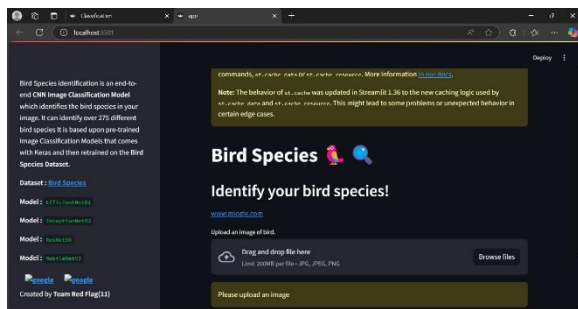 Classification
app
localhost:8501
Deploy
Bird Species Identification is an end-to-
end CNN Image Classification Model
which identifies the bird species in your
image. It can identify over 275 different
bird species It is based upon pre-trained
Image Classification Models that comes
with Keras and then retrained on the Bird
Species Dataset.
Dataset : Bird Species
Model : EfficientNetB1
Model : InceptionNetV3
Model : ResNet50
Model : MobileNetV2
google google
Created by Team Red Flag(11)
commands, st.cache_data or st.cache_resource. More information in our docs.
Note: The behavior of st.cache was updated in Streamlit 1.36 to the new caching logic used by
st.cache_data and st.cache_resource. This might lead to some problems or unexpected behavior in
certain edge cases.
Bird Species
Identify your bird species!
www.google.com
Upload an image of bird.
Drag and drop file here
Limit 200MB per file • JPG, JPEG, PNG
Browse files
Please upload an image